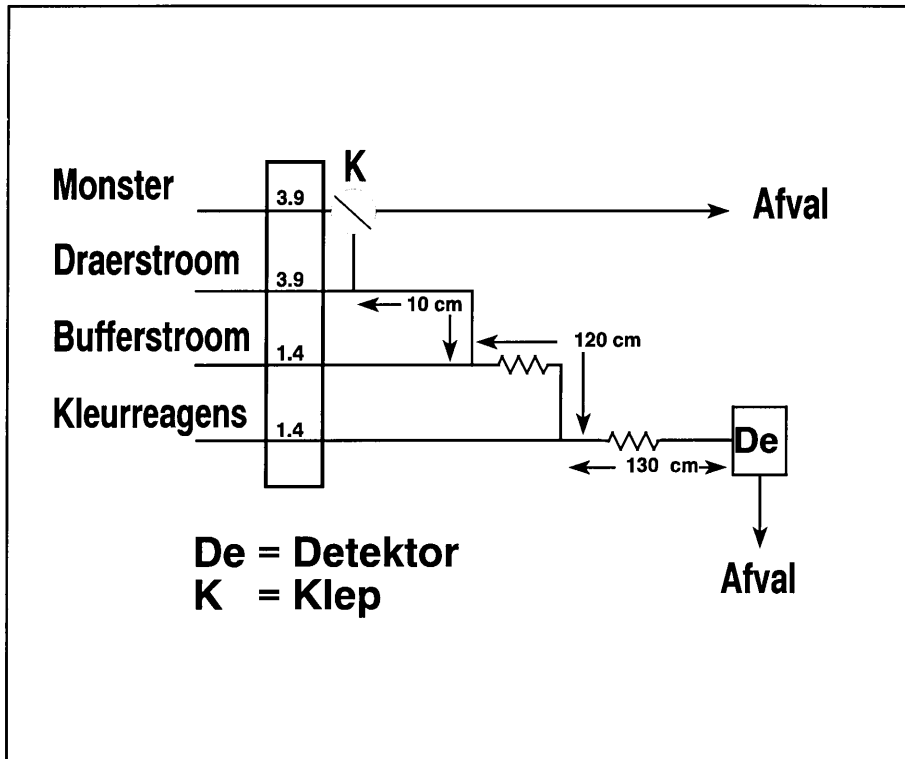 K
Monster
3.9
Afval
Draerstroom
3.9
10 cm
Bufferstroom
1.4
120 cm
Kleurreagens
1.4
De
130 cm
De = Detektor
K = Klep
Afval